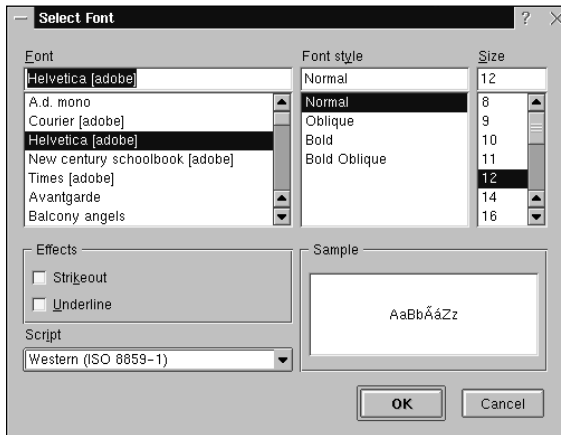 Select Font
Font
Helvetica [adobe]
A.d. mono
Courier [adobe]
Helvetica [adobe]
New century schoolbook [adobe]
Times [adobe]
Avantgarde
Balcony angels
Font style
Normal
Normal
Oblique
Bold
Bold Oblique
Size
12
8
9
10
11
12
14
16
Effects
Strikeout
Underline
Sample
AaBbÃáZz
Script
Western (ISO 8859-1)
OK
Cancel